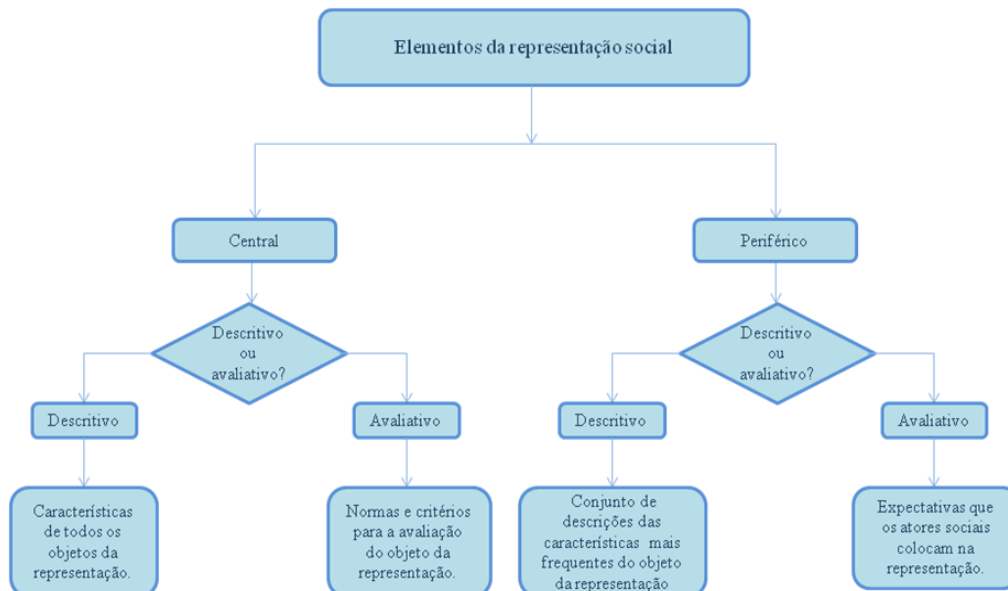 Elementos da representação social
Central
Periférico
Descritivo
ou
avaliativo?
Descritivo
ou
avaliativo?
Descritivo
Avaliativo
Descritivo
Avaliativo
Características
de todos os
objetos da
representação.
Normas e critérios
para a avaliação
do objeto da
representação.
Conjunto de
descrições das
características mais
frequentes do objeto
da representação
Expectativas que
os atores sociais
colocam na
representação.